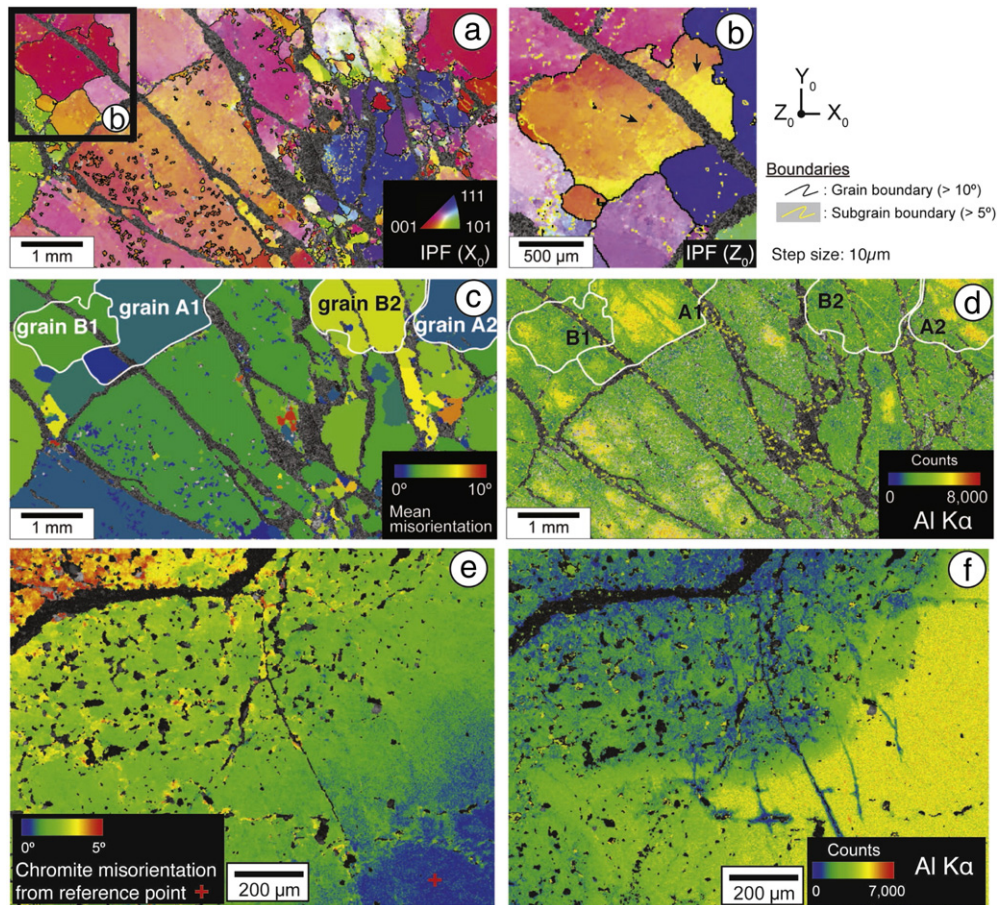 a
b
111
001
101
IPF (X₀)
1 mm
b
500 µm
IPF (Z₀)
Y₀
Z₀
X₀
Boundaries
: Grain boundary (> 10º)
: Subgrain boundary (> 5º)
Step size: 10µm
c
grain B1
grain A1
grain B2
grain A2
0º
10º
Mean
misorientation
1 mm
d
B1
A1
B2
A2
Counts
0
8,000
Al Kα
1 mm
e
0º
5º
Chromite misorientation
from reference point +
200 µm
f
Counts
0
7,000
Al Kα
200 µm